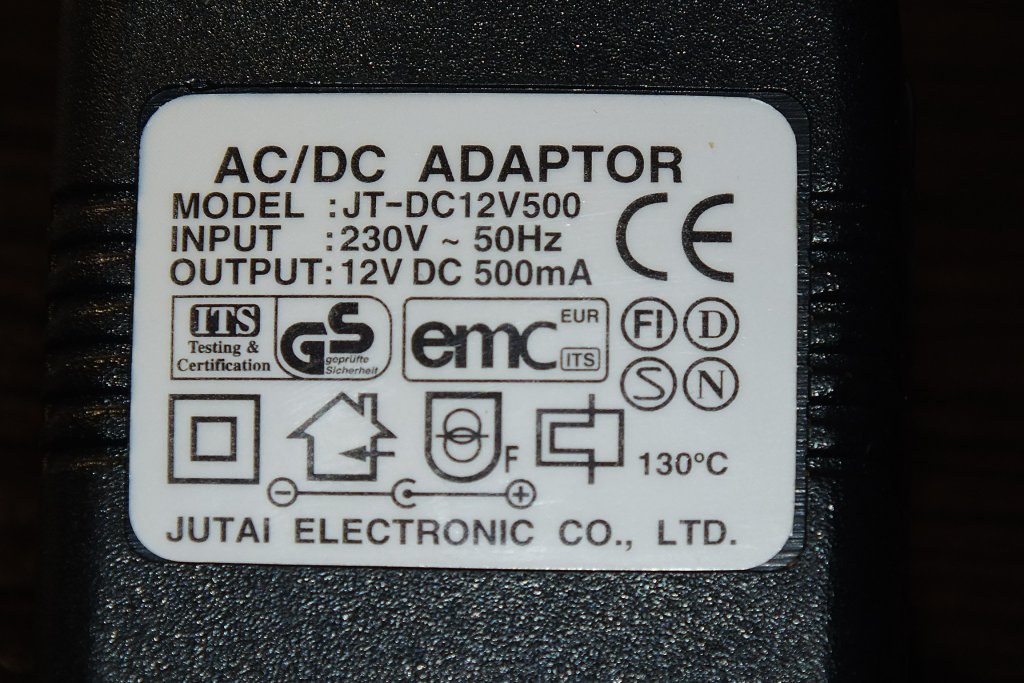 AC/DC ADAPTOR
MODEL :JT-DC12V500
INPUT :230V ~ 50Hz
OUTPUT:12V DC 500mA
CE
ITS
Testing &
Certification
GS
geprüfte
Sicherheit
emc
EUR
ITS
FI D
S N
F
130°C
JUTAI ELECTRONIC CO., LTD.